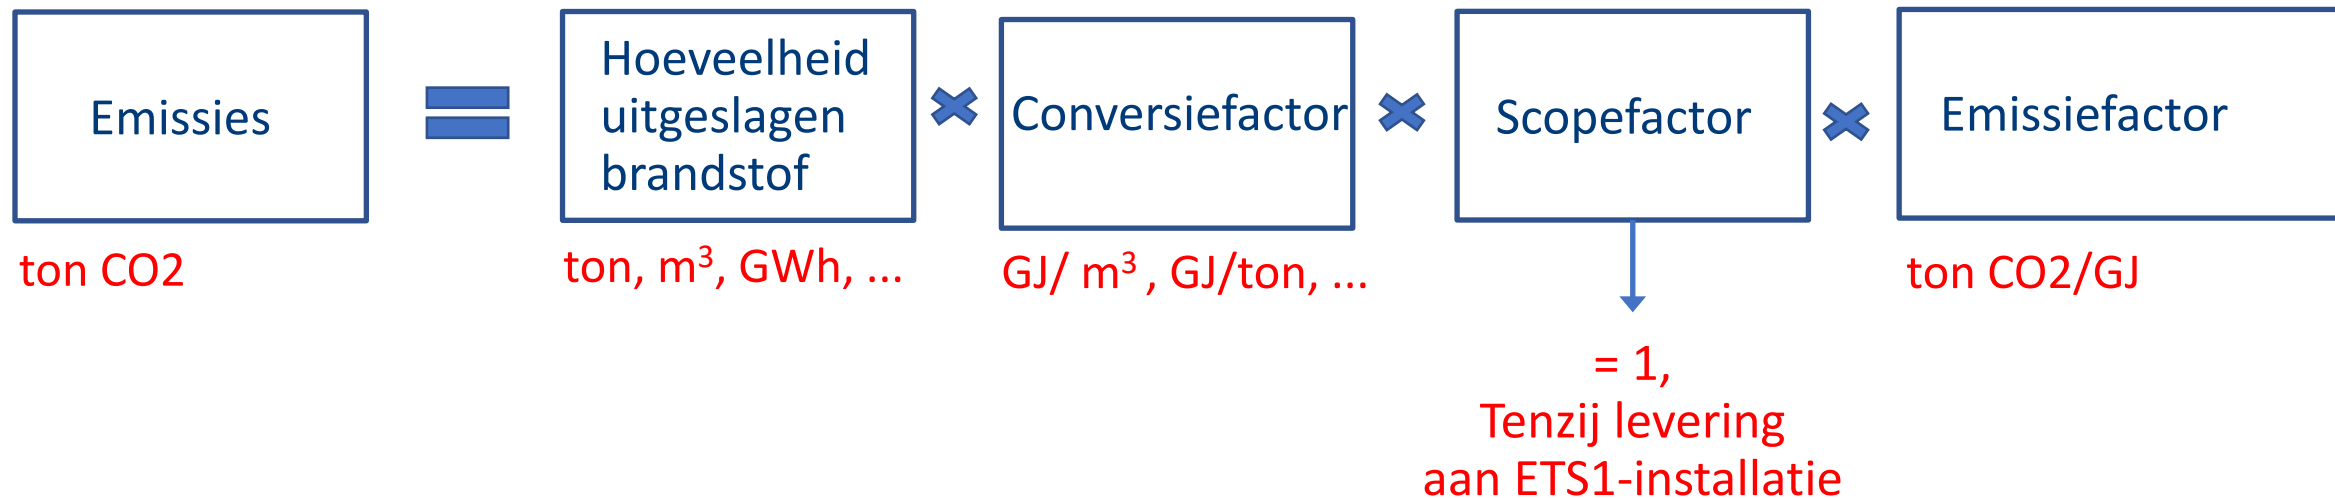 Emissies
Hoeveelheid
uitgeslagen
brandstof
Conversiefactor
Scopefactor
Emissiefactor
ton CO2
ton, m³, GWh, ...
GJ/ m³ , GJ/ton, ...
ton CO2/GJ
= 1,
Tenzij levering
aan ETS1-installatie